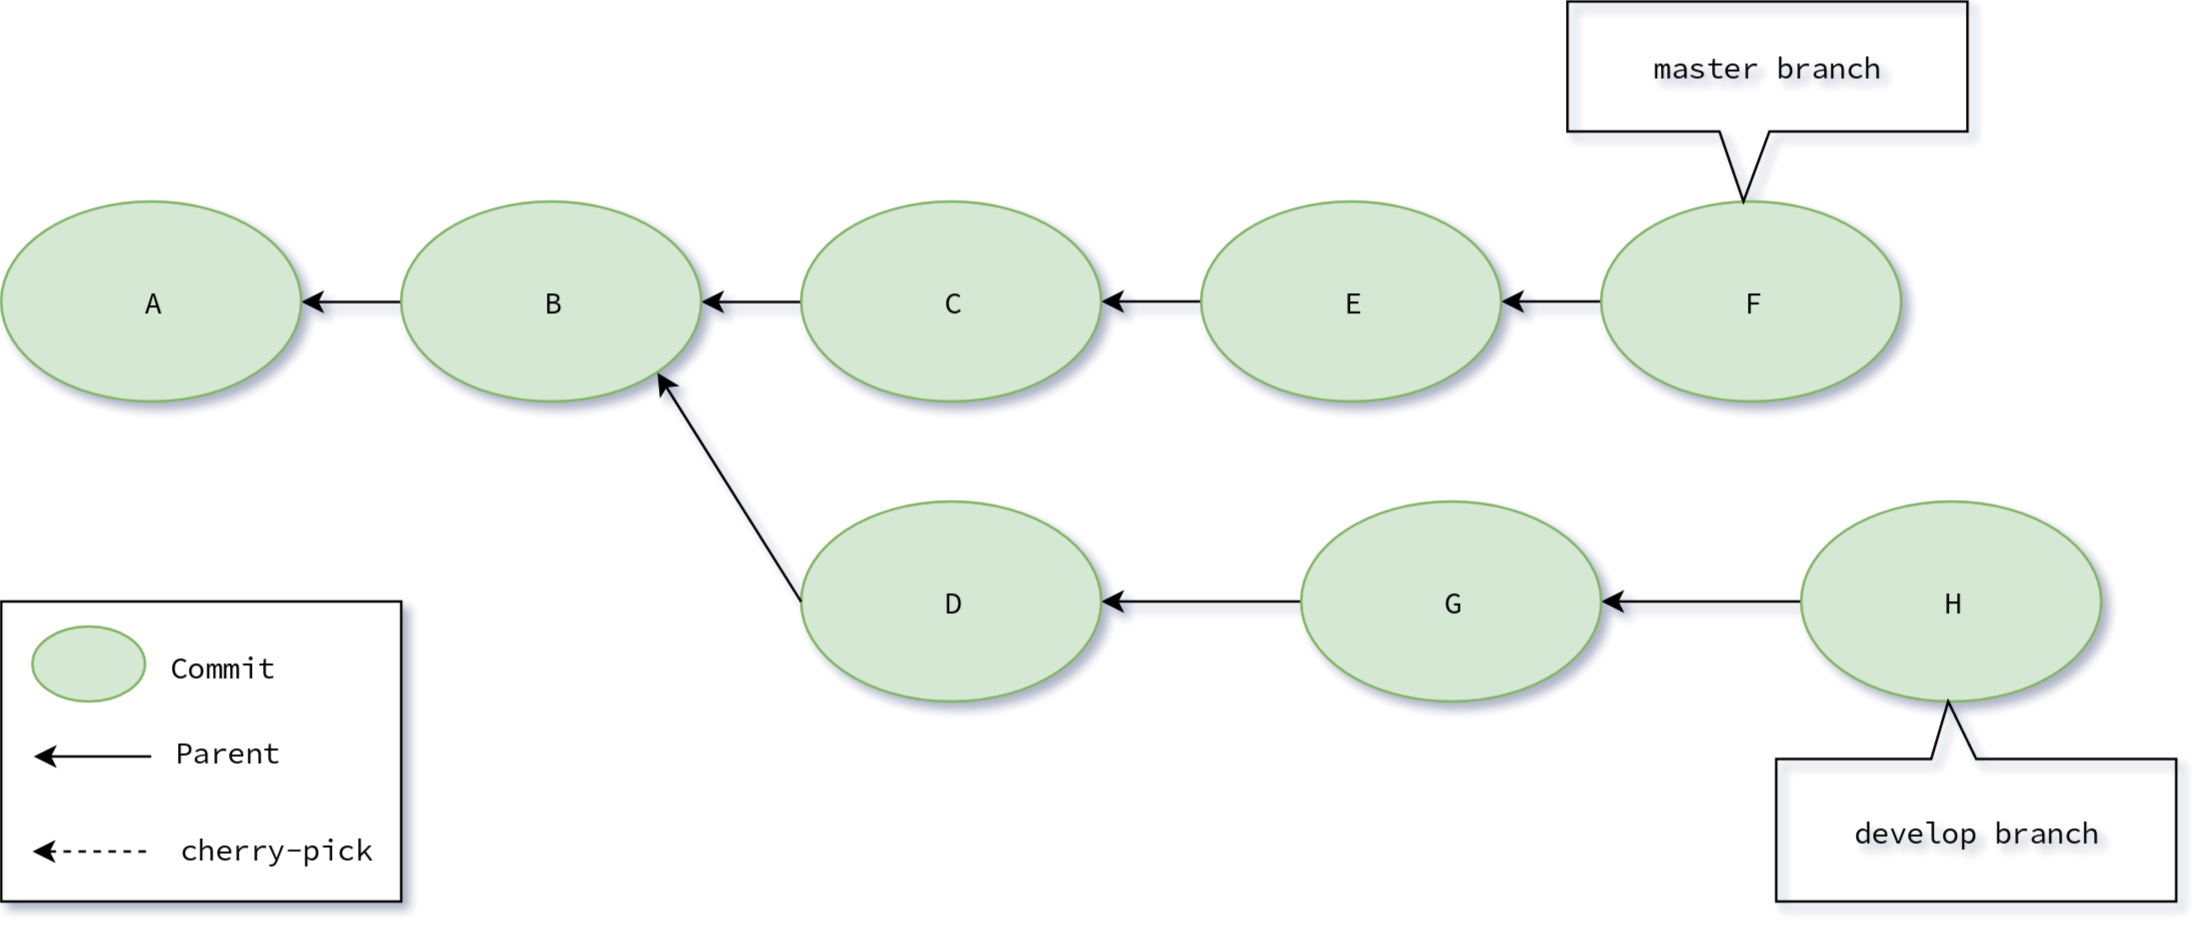 master branch
A
B
C
E
F
D
G
H
Commit
Parent
cherry-pick
develop branch